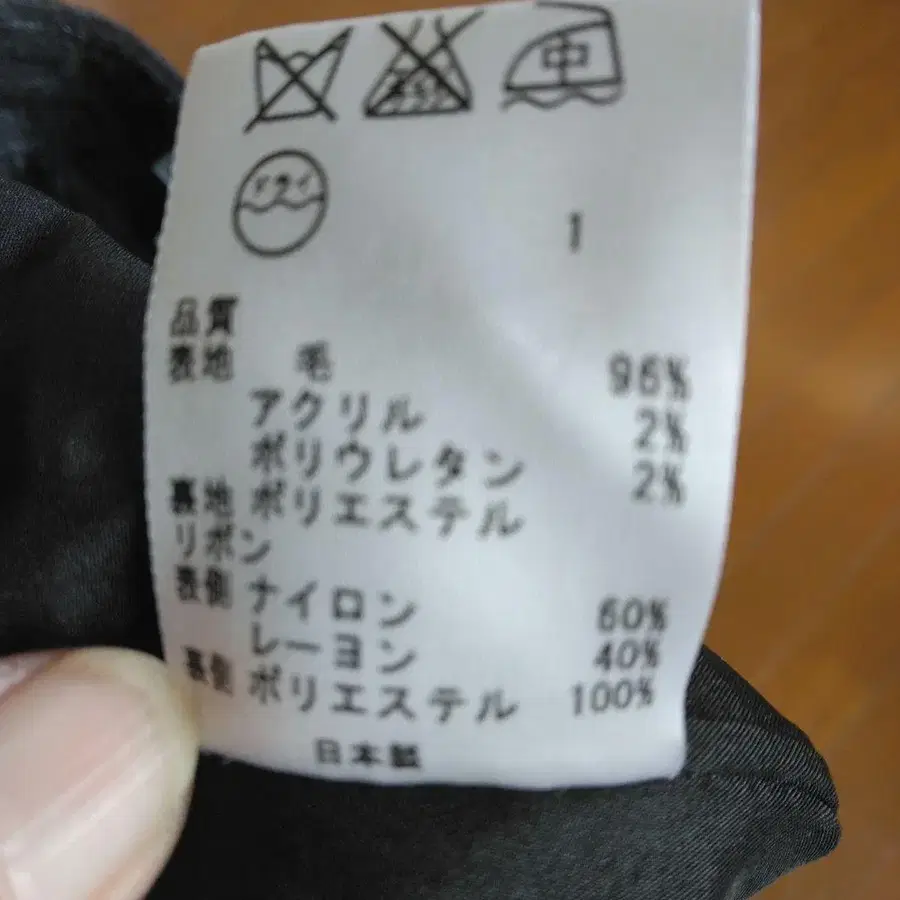 中
ドライ
1
品質
表地 毛 96%
アクリル 2%
ポリウレタン 2%
裏地 ポリエステル
リボン
表側 ナイロン 60%
レーヨン 40%
裏側 ポリエステル 100%
日本製